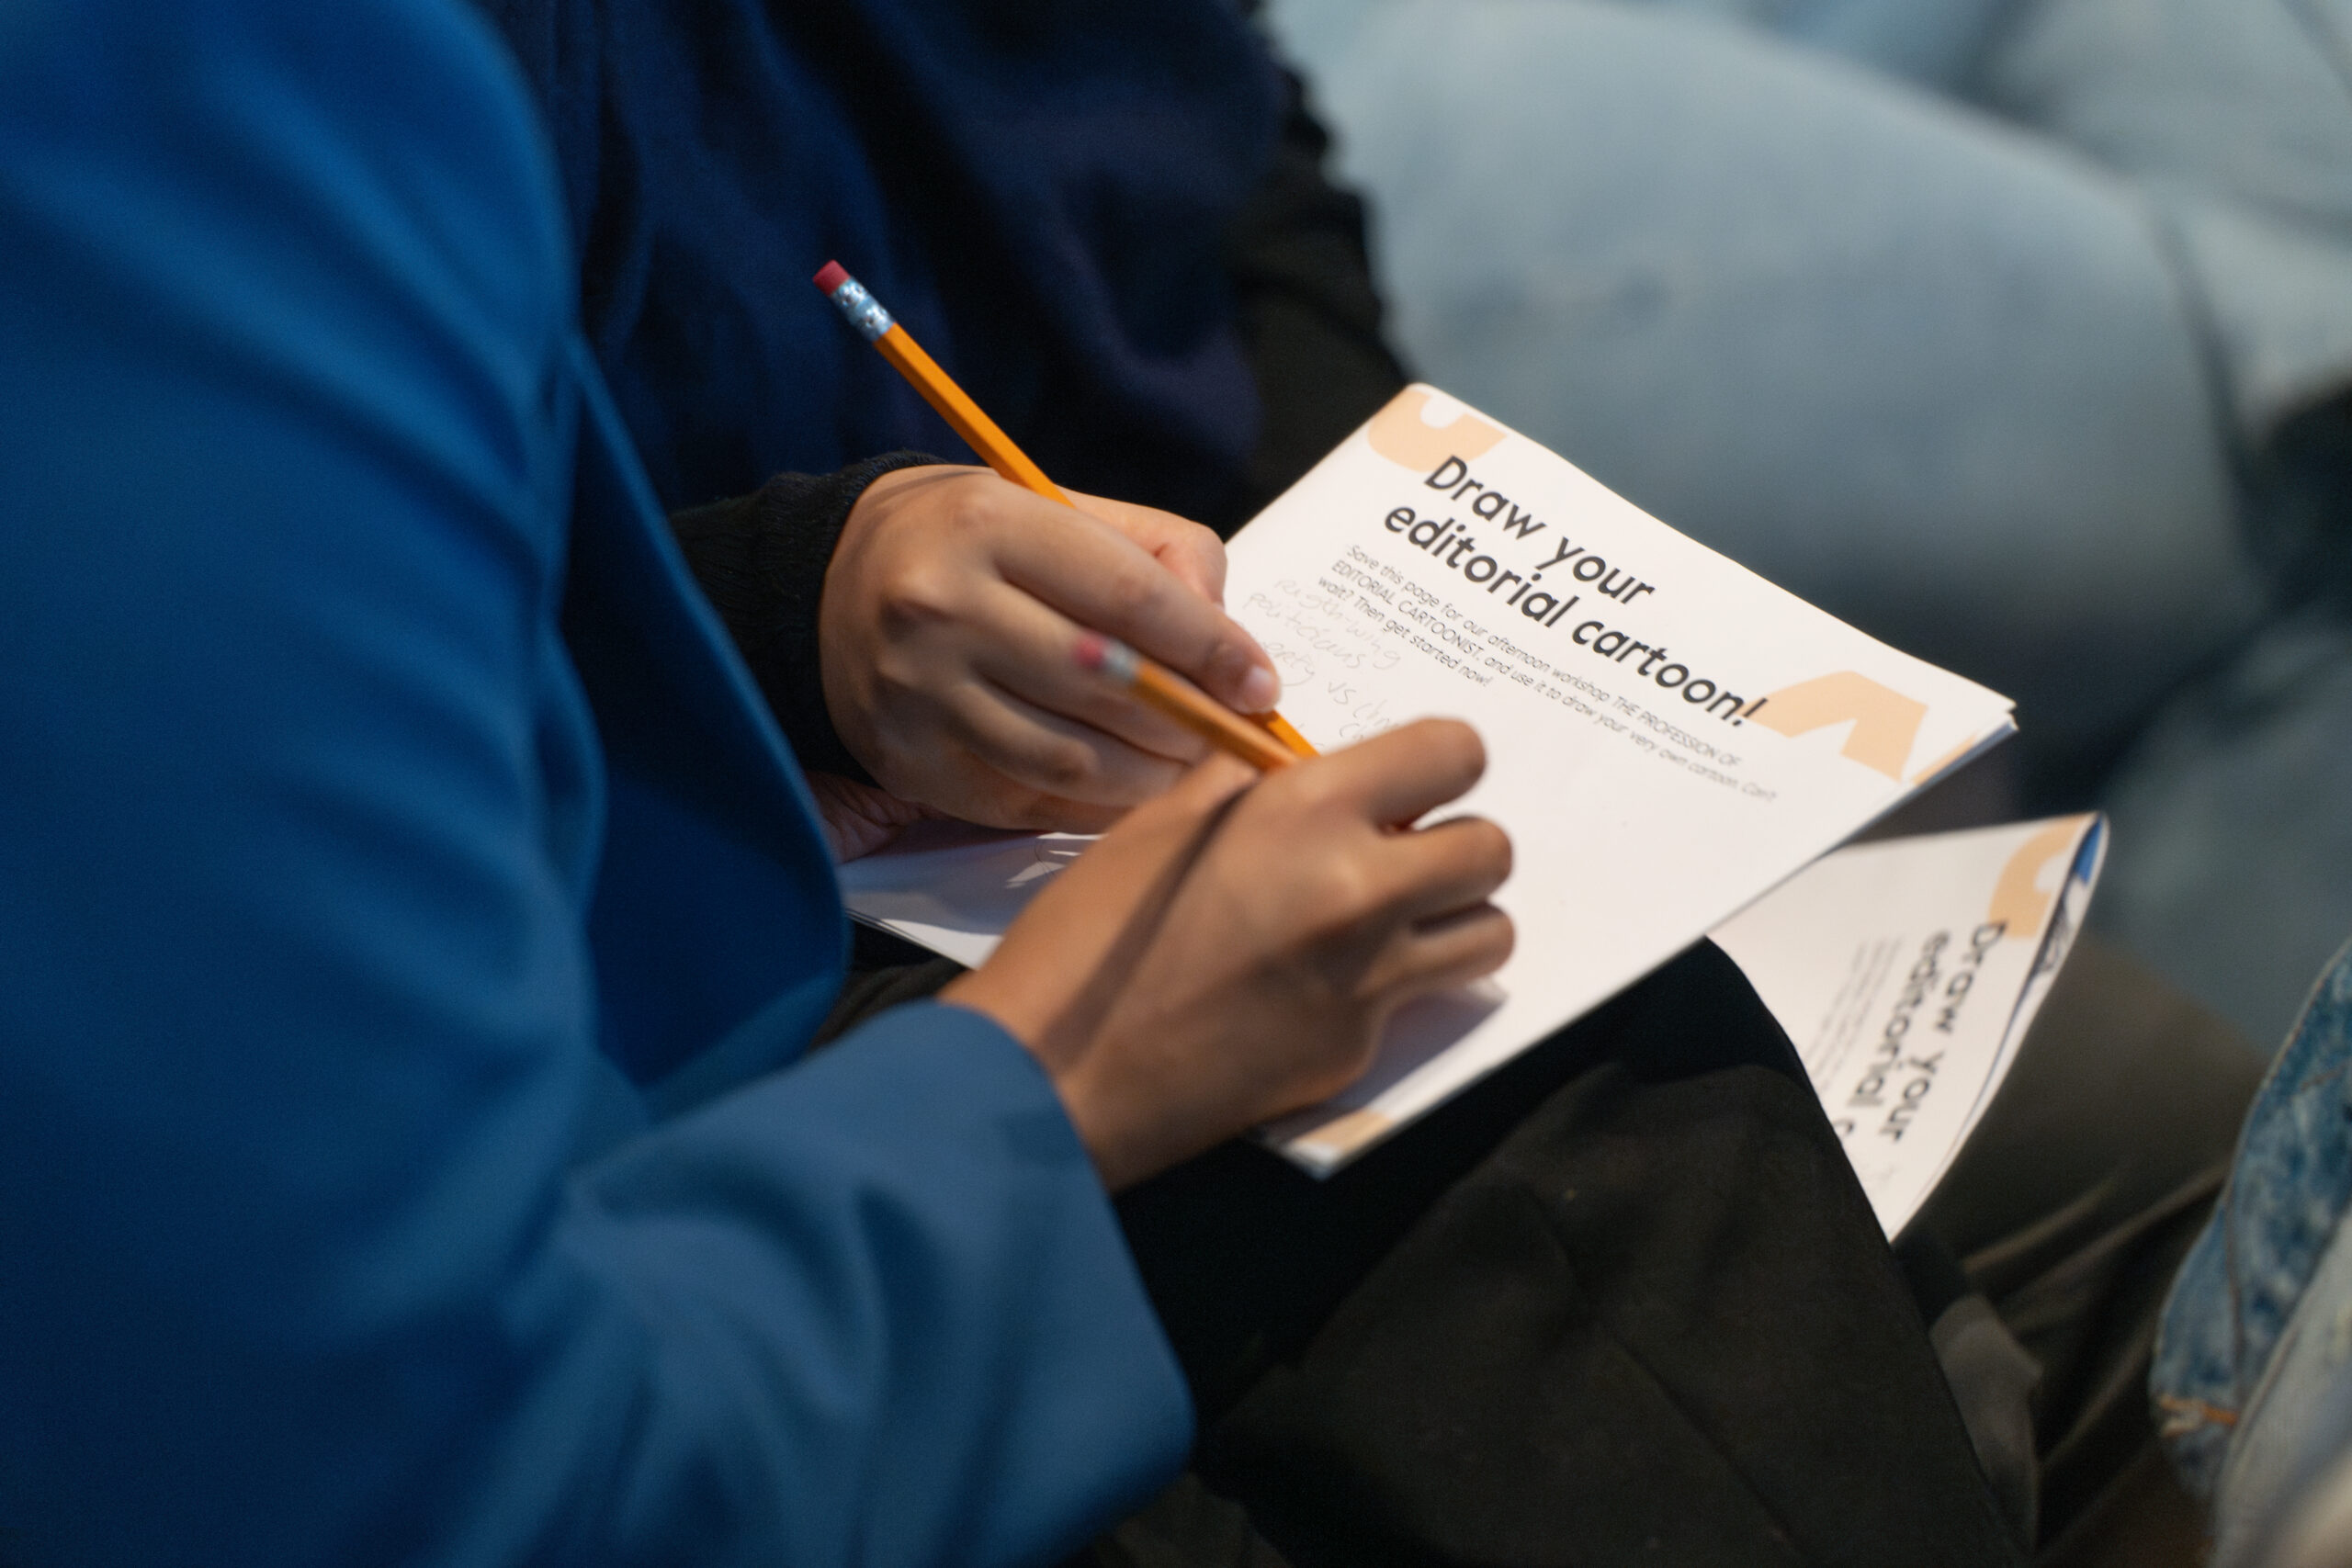 Draw your
editorial cartoon!
Save this page for our afternoon workshop THE PROFESSION OF
EDITORIAL CARTOONIST, and use it to draw your very own cartoon. Can't
wait? Then get started now!
Right-wing
politicians
vs
Draw your
editorial